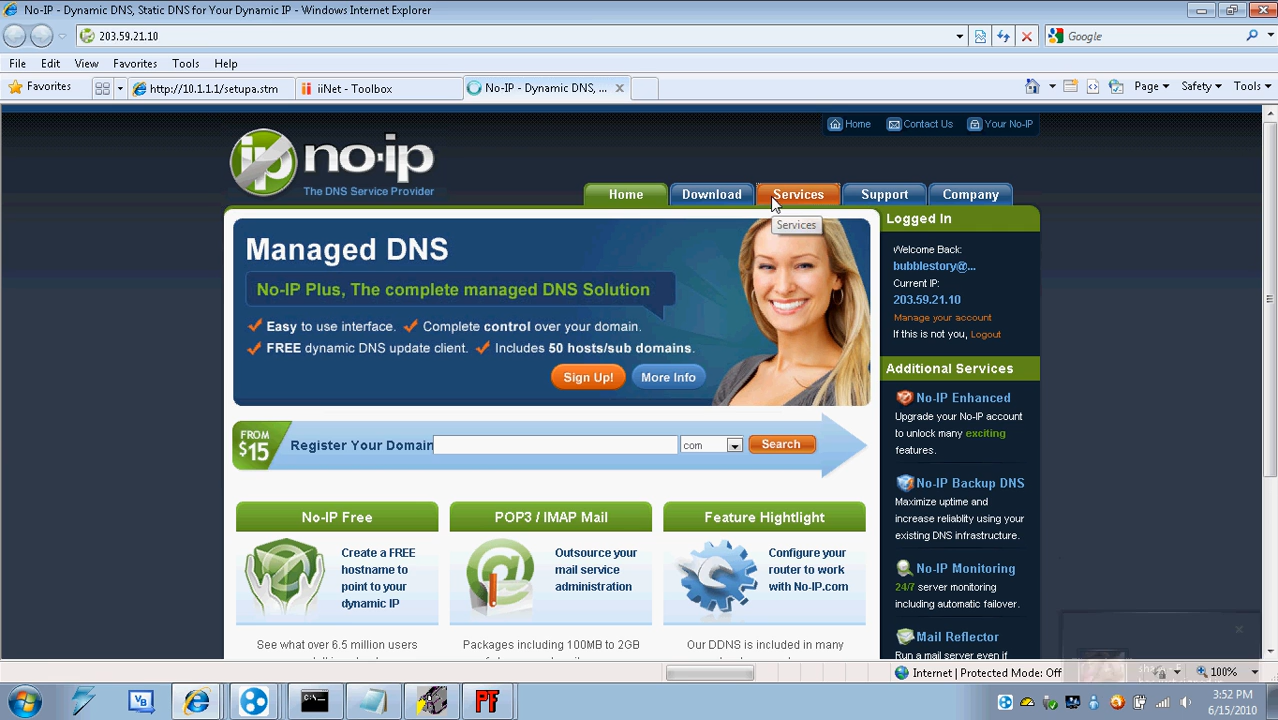 No-IP - Dynamic DNS, Static DNS for Your Dynamic IP - Windows Internet Explorer
203.59.21.10
Google
File Edit View Favorites Tools Help
Favorites
http://10.1.1.1/setupa.stm
iiNet - Toolbox
No-IP - Dynamic DNS, ...
Page Safety Tools
Home Contact Us Your No-IP
ip no-ip
The DNS Service Provider
Home Download Services Support Company
Services
Managed DNS
No-IP Plus, The complete managed DNS Solution
Easy to use interface. Complete control over your domain.
FREE dynamic DNS update client. Includes 50 hosts/sub domains.
Sign Up! More Info
Logged In
Welcome Back:
bubblestory@...
Current IP:
203.59.21.10
Manage your account
If this is not you, Logout
FROM
$15
Register Your Domain
com
Search
Additional Services
No-IP Enhanced
Upgrade your No-IP account
to unlock many exciting
features.
No-IP Backup DNS
Maximize uptime and
increase reliablity using your
existing DNS infrastructure.
No-IP Monitoring
24/7 server monitoring
including automatic failover.
Mail Reflector
Run a mail server even if
No-IP Free
Create a FREE
hostname to
point to your
dynamic IP
See what over 6.5 million users
POP3 / IMAP Mail
Outsource your
mail service
administration
Packages including 100MB to 2GB
Feature Hightlight
Configure your
router to work
with No-IP.com
Our DDNS is included in many
Internet | Protected Mode: Off
100%
VB
PF
3:52 PM
6/15/2010